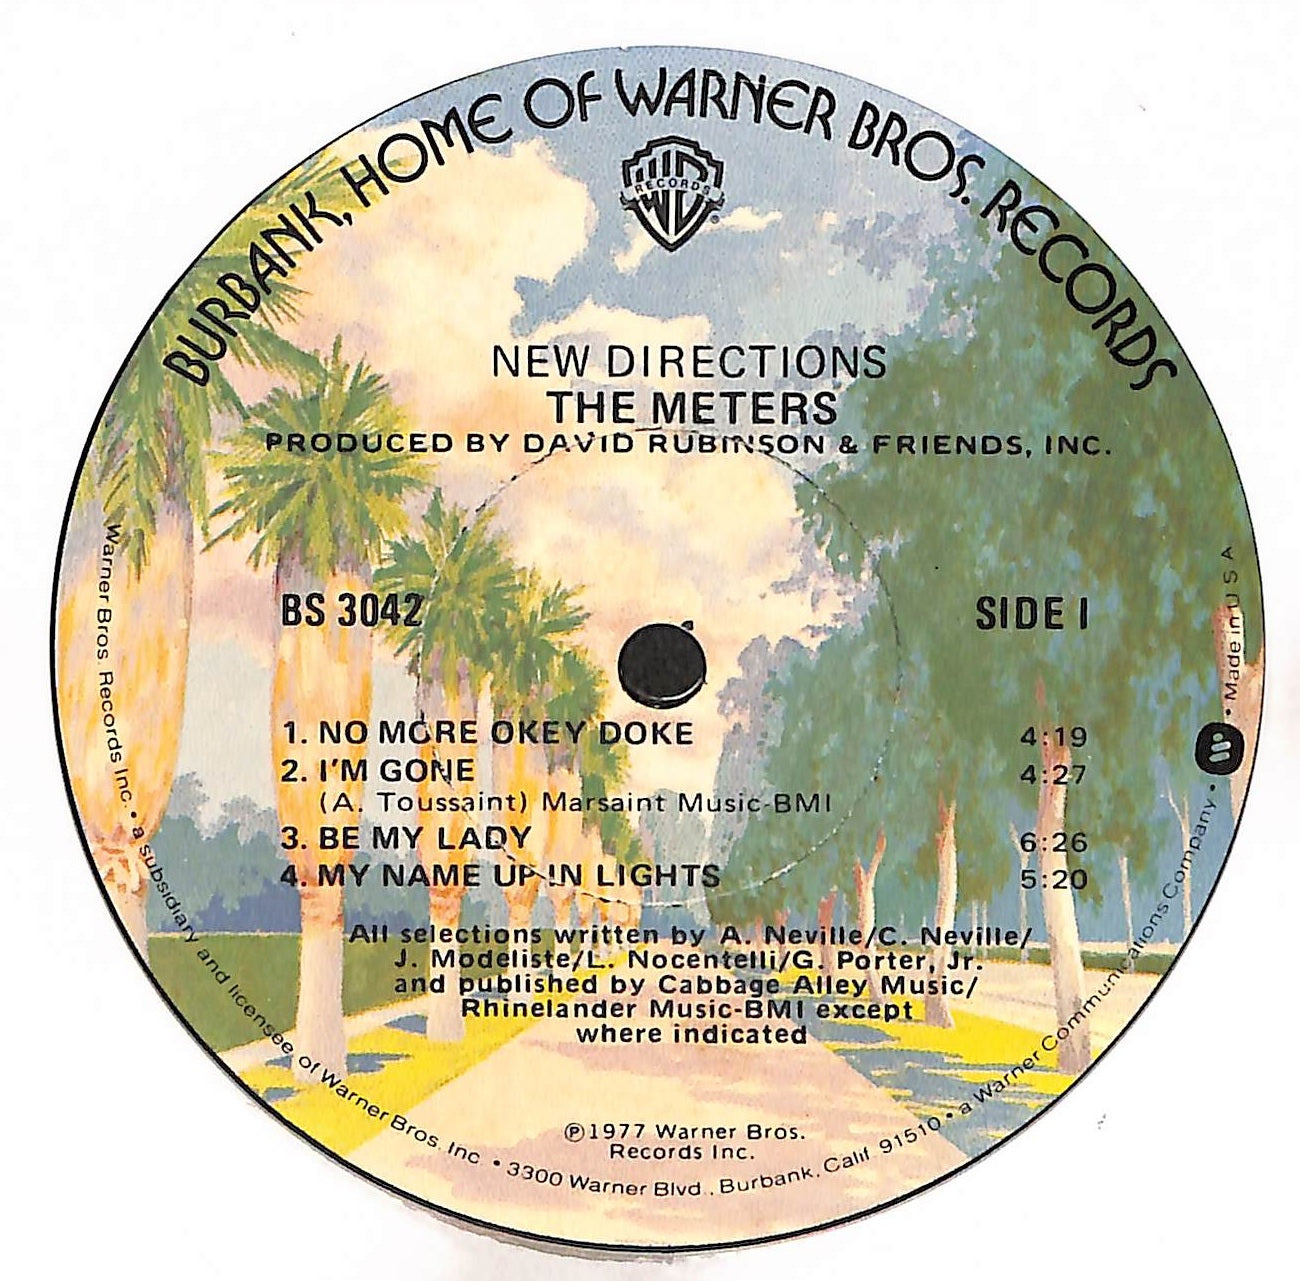 BURBANK, HOME OF WARNER BROS. RECORDS
RECORDS
NEW DIRECTIONS
THE METERS
PRODUCED BY DAVID RUBINSON & FRIENDS, INC.
BS 3042 SIDE 1
1. NO MORE OKEY DOKE 4:19
2. I'M GONE 4:27
(A. Toussaint) Marsaint Music-BMI
3. BE MY LADY 6:26
4. MY NAME UP IN LIGHTS 5:20
All selections written by A. Neville/C. Neville/
J. Modeliste/L. Nocentelli/G. Porter, Jr.
and published by Cabbage Alley Music/
Rhinelander Music-BMI except
where indicated
℗1977 Warner Bros.
Records Inc.
Warner Bros. Records Inc. • a subsidiary and licensee of Warner Bros. Inc. • 3300 Warner Blvd., Burbank, Calif. 91510 • a Warner Communications Company • Made in U S A